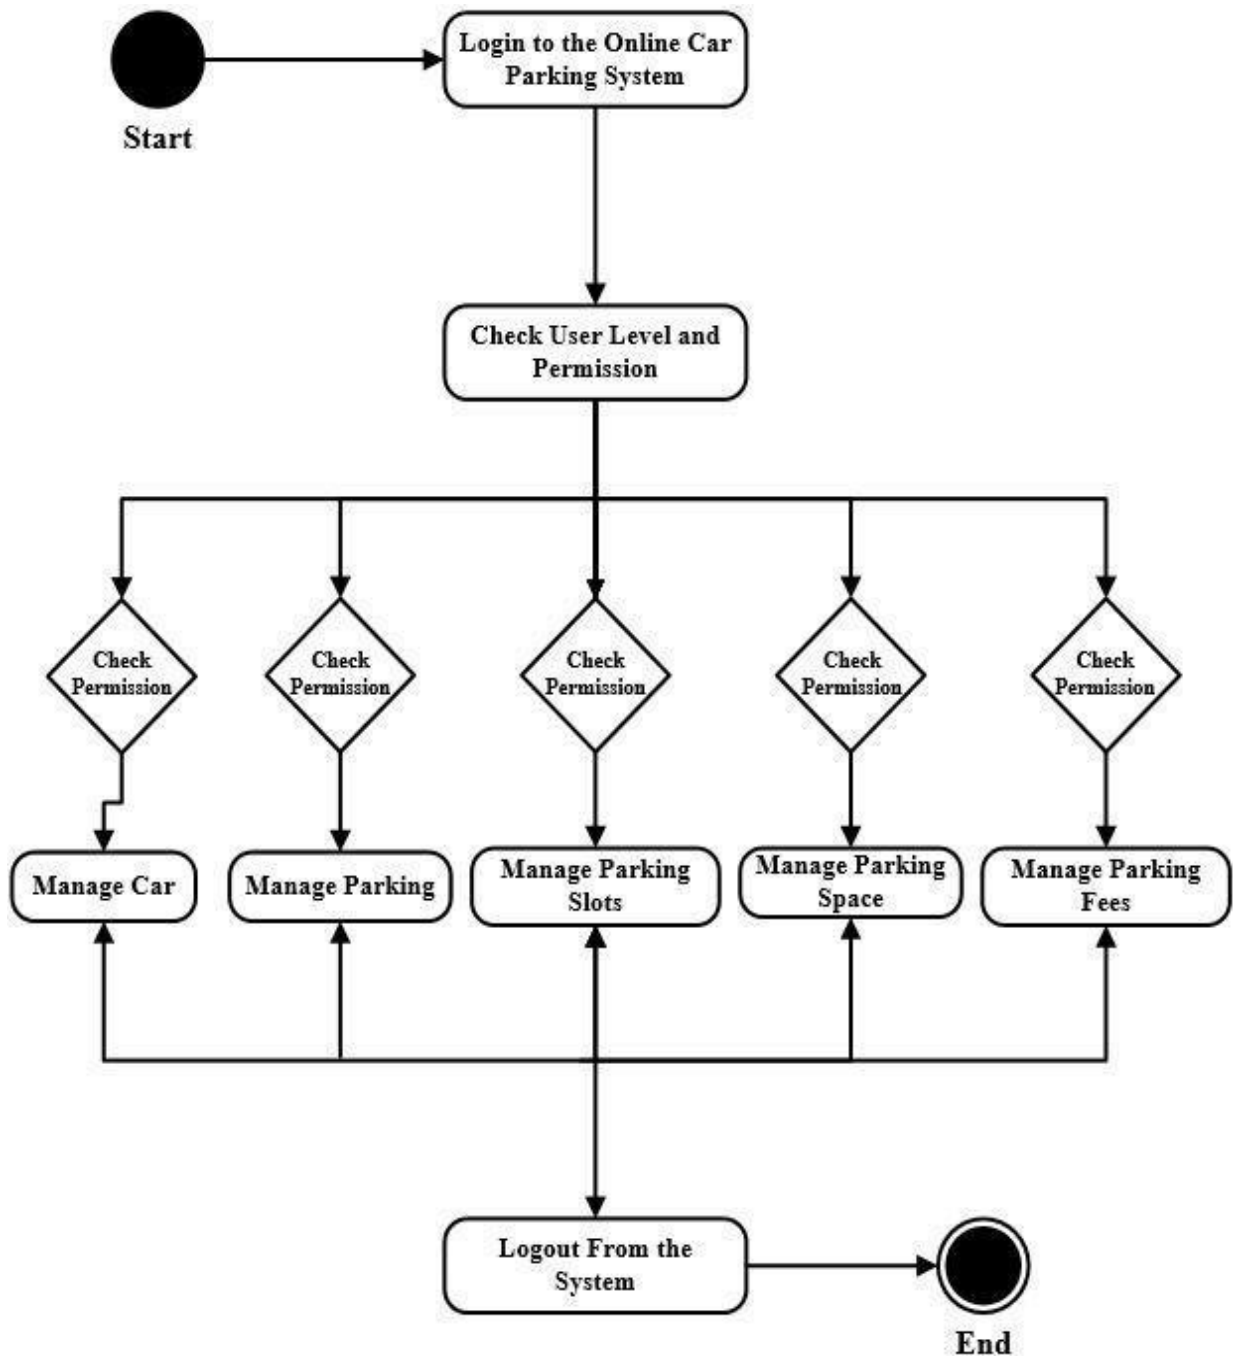 Login to the Online Car
Parking System
Start
Check User Level and
Permission
Check
Permission
Check
Permission
Check
Permission
Check
Permission
Check
Permission
Manage Car
Manage Parking
Manage Parking
Slots
Manage Parking
Space
Manage Parking
Fees
Logout From the
System
End